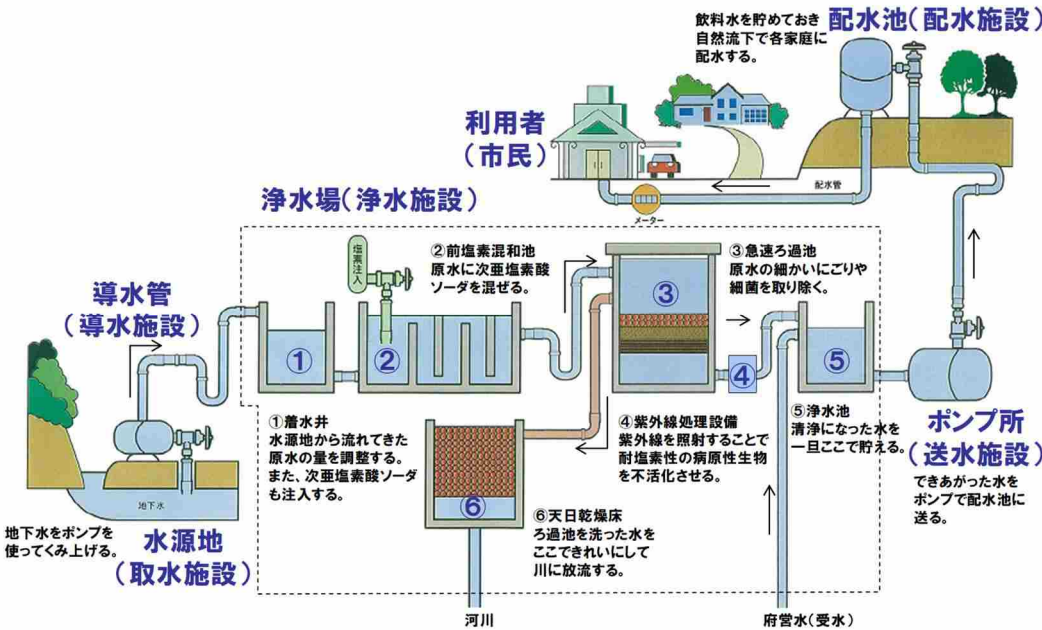 飲料水を貯めておき
自然流下で各家庭に
配水する。
配水池(配水施設)
利用者
(市民)
配水管
メーター
浄水場(浄水施設)
塩素注入
②前塩素混和池
原水に次亜塩素酸
ソーダを混ぜる。
③急速ろ過池
原水の細かいにごりや
細菌を取り除く。
導水管
(導水施設)
①
②
③
④
⑤
⑥
①着水井
水源地から流れてきた
原水の量を調整する。
また、次亜塩素酸ソーダ
も注入する。
④紫外線処理設備
紫外線を照射することで
耐塩素性の病原性生物
を不活化させる。
⑤浄水池
清浄になった水を
一旦ここで貯える。
ポンプ所
(送水施設)
できあがった水を
ポンプで配水池に
送る。
地下水
地下水をポンプを
使ってくみ上げる。
水源地
(取水施設)
⑥天日乾燥床
ろ過池を洗った水を
ここできれいにして
川に放流する。
河川
府営水(受水)